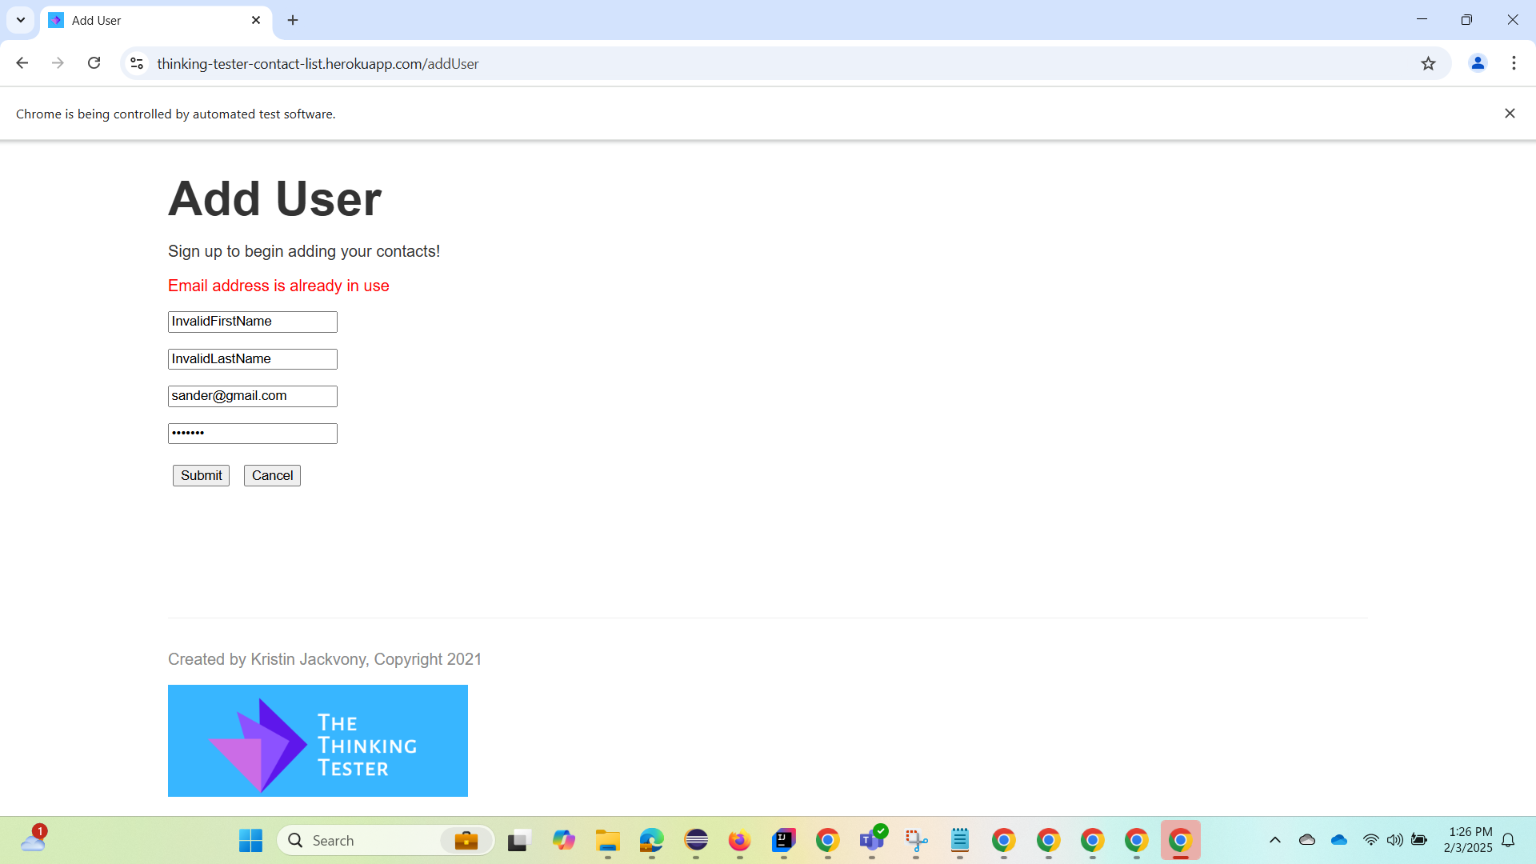 Add User
thinking-tester-contact-list.herokuapp.com/addUser
Chrome is being controlled by automated test software.
Add User
Sign up to begin adding your contacts!
Email address is already in use
InvalidFirstName
InvalidLastName
sander@gmail.com
•••••••
Submit Cancel
Created by Kristin Jackvony, Copyright 2021
THE
THINKING
TESTER
1
Search
1:26 PM
2/3/2025